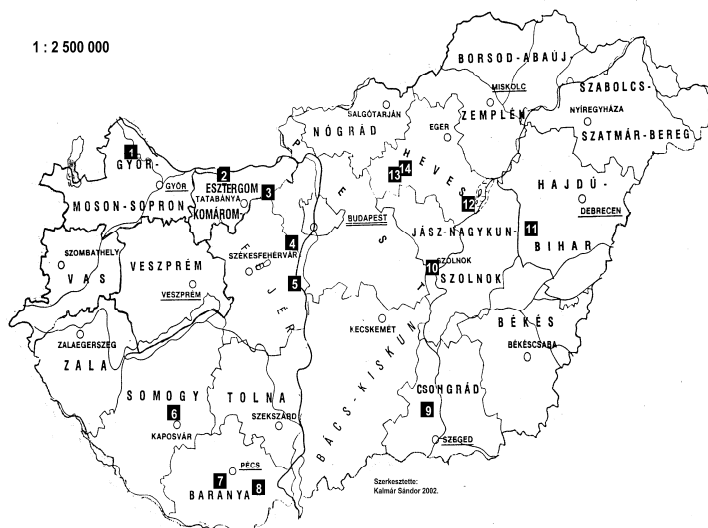 1 : 2 500 000
BORSOD-ABAÚJ-
ZEMPLÉN
MISKOLC
SZABOLCS-
NYÍREGYHÁZA
SZATMÁR-BEREG
SALGÓTARJÁN
NÓGRÁD
EGER
HEVES
13
14
12
1
GYŐR-
GYŐR
MOSON-SOPRON
2
ESZTERGOM
3
TATABÁNYA
KOMÁROM-
PEST
BUDAPEST
HAJDÚ-
DEBRECEN
11
BIHAR
JÁSZ-NAGYKUN-
10
SZOLNOK
SZOLNOK
4
SZÉKESFEHÉRVÁR
FEJÉR
5
SZOMBATHELY
VAS
VESZPRÉM
VESZPRÉM
ZALAEGERSZEG
ZALA
KECSKEMÉT
BÁCS-KISKUN
BÉKÉS
BÉKÉSCSABA
SOMOGY
6
KAPOSVÁR
TOLNA
SZEKSZÁRD
CSONGRÁD
9
SZEGED
PÉCS
7
8
BARANYA
Szerkesztette:
Kalmár Sándor 2002.